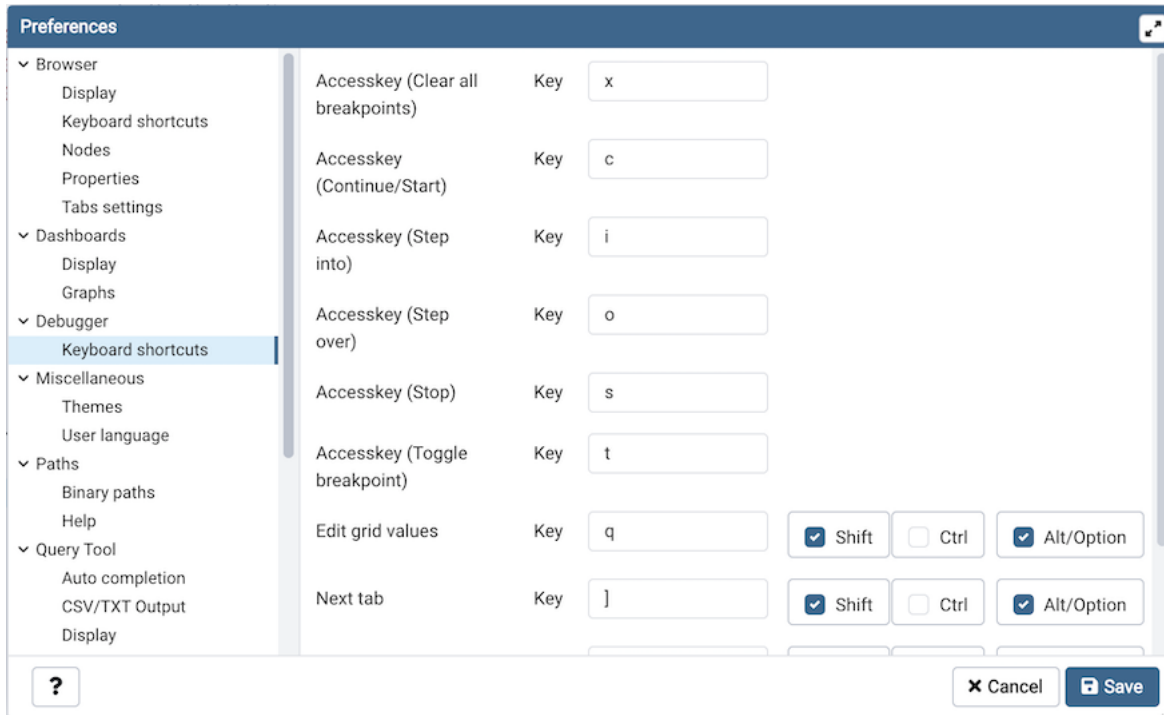 Preferences
Browser
Display
Keyboard shortcuts
Nodes
Properties
Tabs settings
Dashboards
Display
Graphs
Debugger
Keyboard shortcuts
Miscellaneous
Themes
User language
Paths
Binary paths
Help
Query Tool
Auto completion
CSV/TXT Output
Display
Accesskey (Clear all Key x
breakpoints)
Accesskey Key c
(Continue/Start)
Accesskey (Step Key i
into)
Accesskey (Step Key o
over)
Accesskey (Stop) Key s
Accesskey (Toggle Key t
breakpoint)
Edit grid values Key q Shift Ctrl Alt/Option
Next tab Key ] Shift Ctrl Alt/Option
? Cancel Save